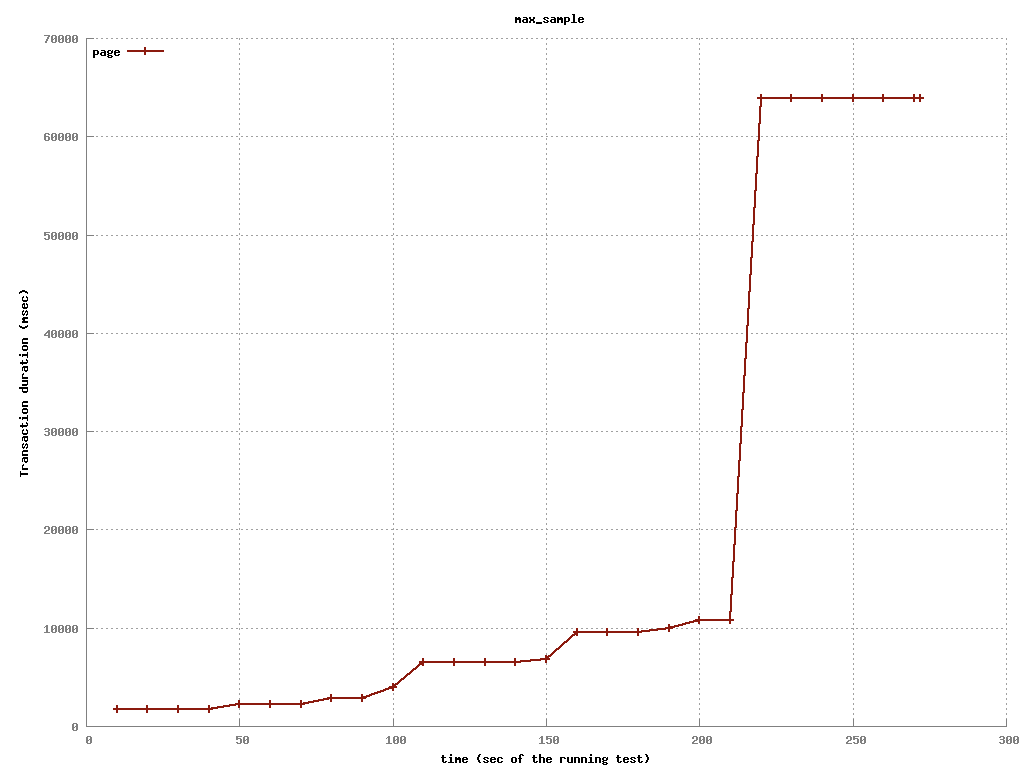 max_sample
page
70000
60000
50000
40000
30000
20000
10000
0
Transaction duration (msec)
0 50 100 150 200 250 300
time (sec of the running test)